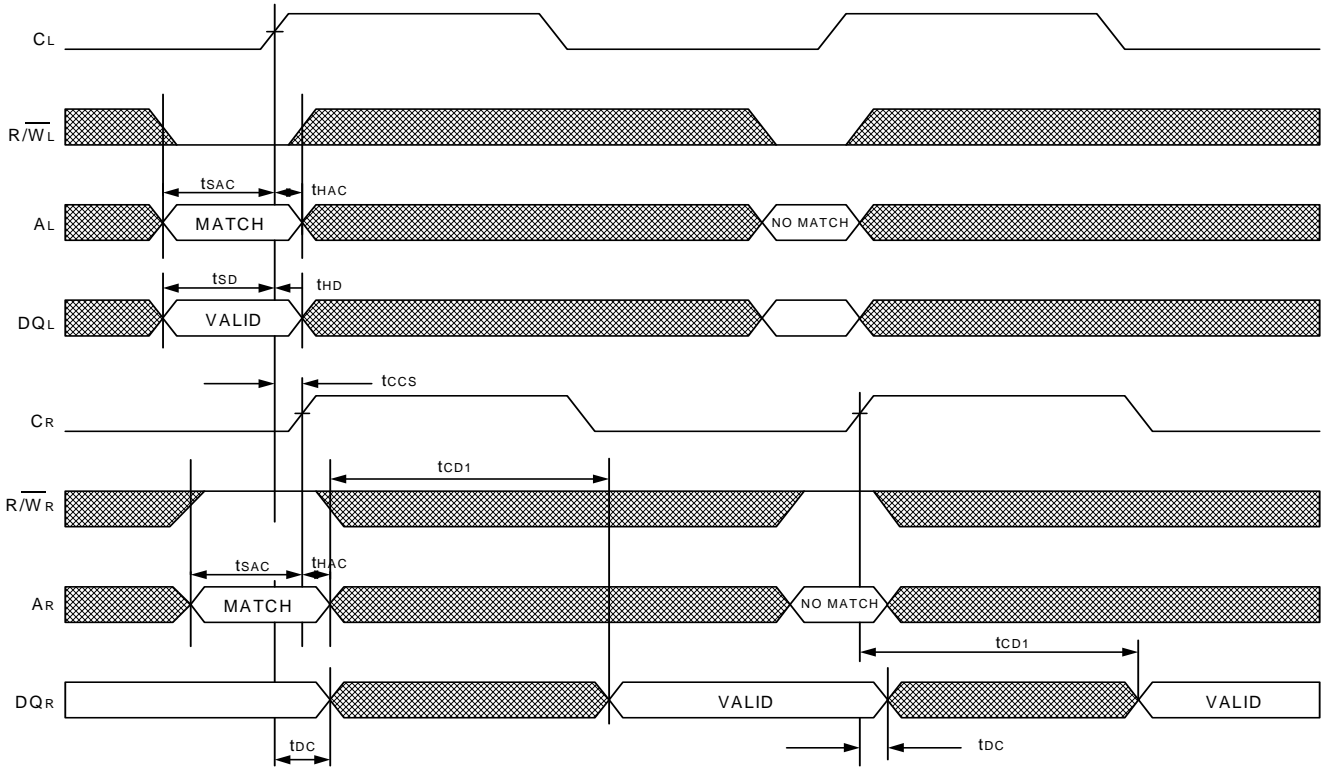 CL
R/WL
tSAC tHAC
AL MATCH NO MATCH
tSD tHD
DQL VALID
tCCS
CR
tCD1
R/WR
tSAC tHAC
AR MATCH NO MATCH
tCD1
DQR VALID VALID
tDC tDC